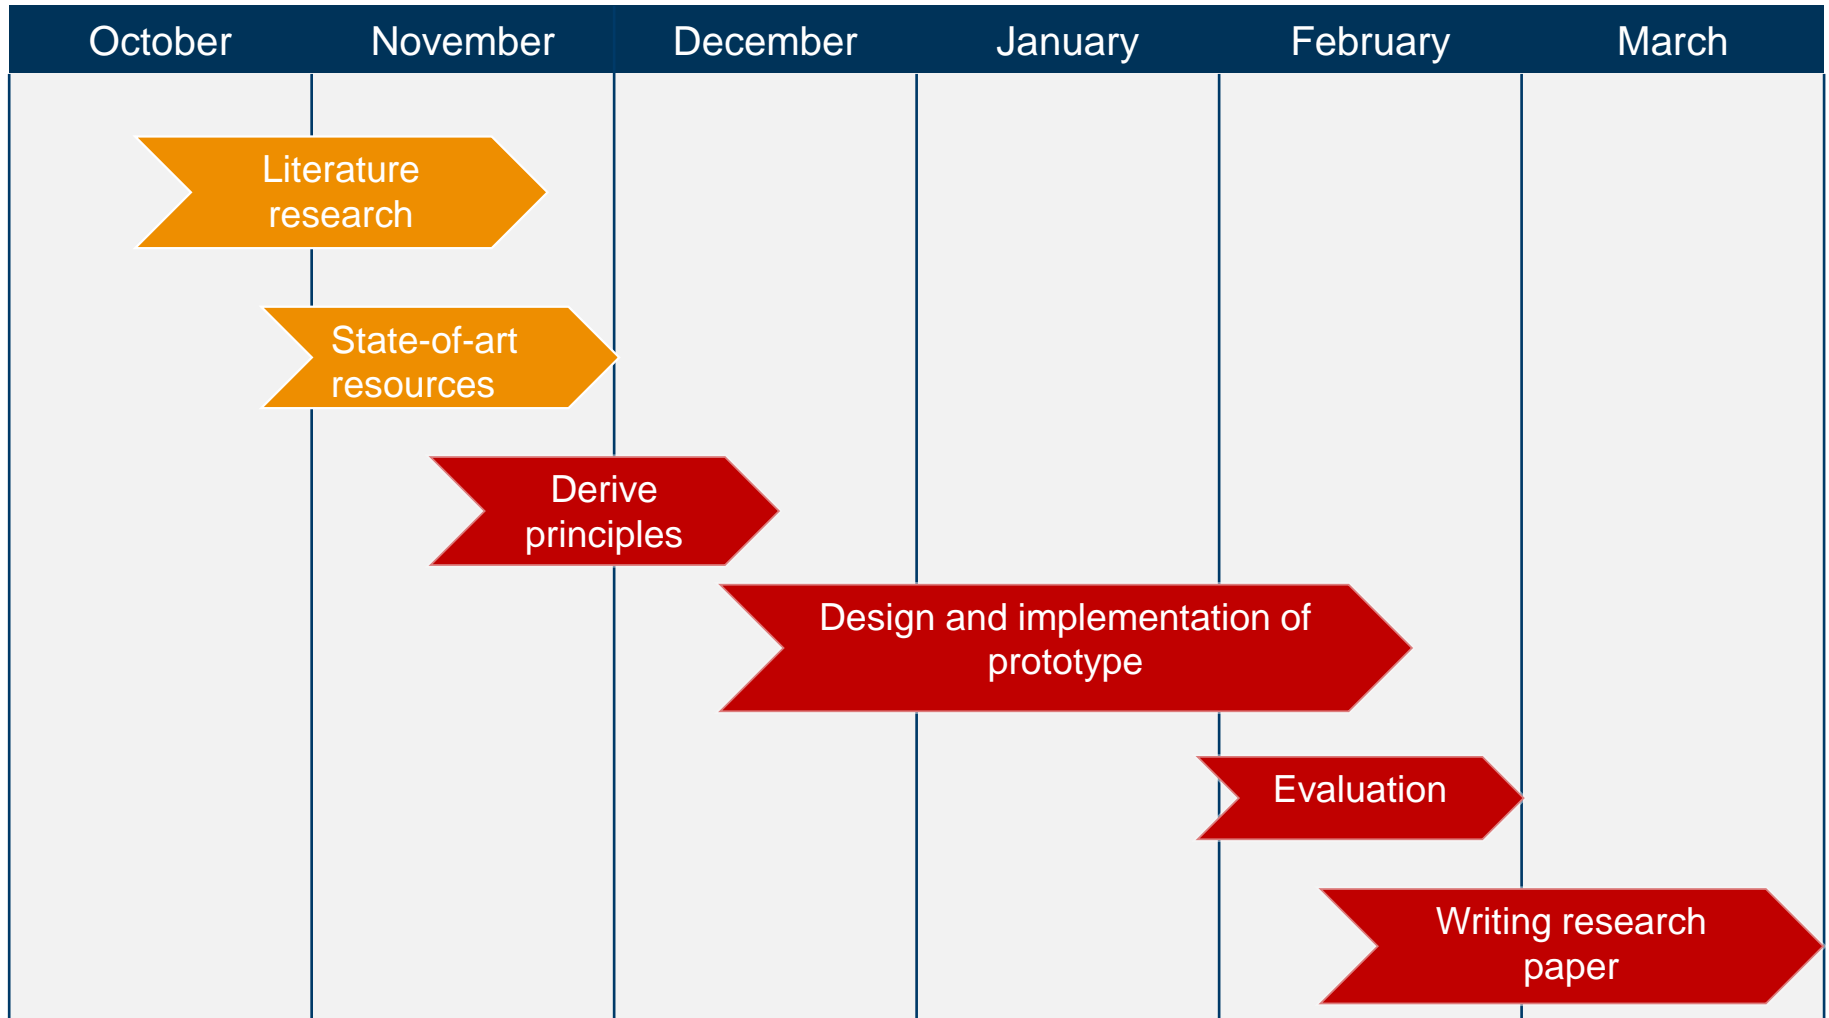 October November December January February March
Literature
research
State-of-art
resources
Derive
principles
Design and implementation of
prototype
Evaluation
Writing research
paper